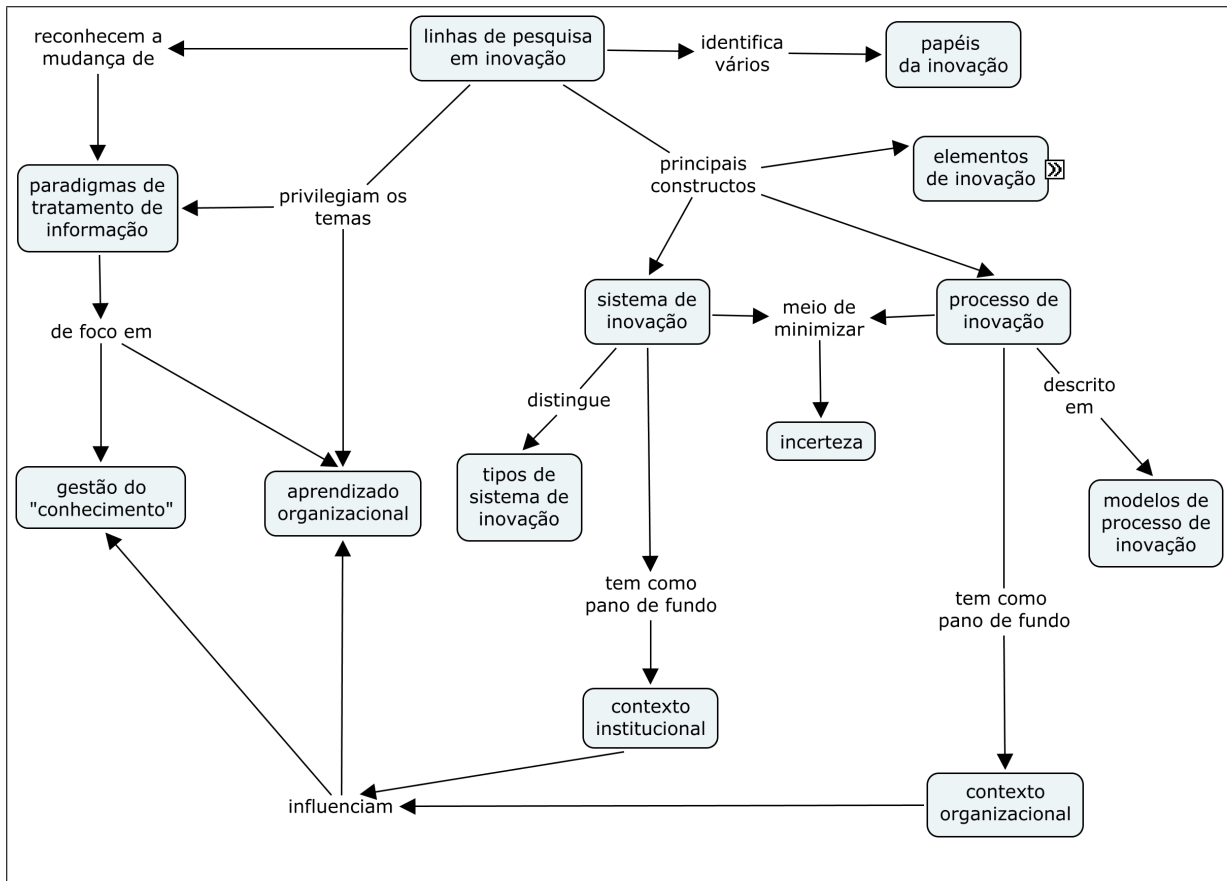 reconhecem a
mudança de
linhas de pesquisa
em inovação
identifica
vários
papéis
da inovação
principais
constructos
elementos
de inovação
paradigmas de
tratamento de
informação
privilegiam os
temas
de foco em
sistema de
inovação
meio de
minimizar
processo de
inovação
distingue
descrito
em
incerteza
gestão do
"conhecimento"
aprendizado
organizacional
tipos de
sistema de
inovação
modelos de
processo de
inovação
tem como
pano de fundo
tem como
pano de fundo
contexto
institucional
influenciam
contexto
organizacional